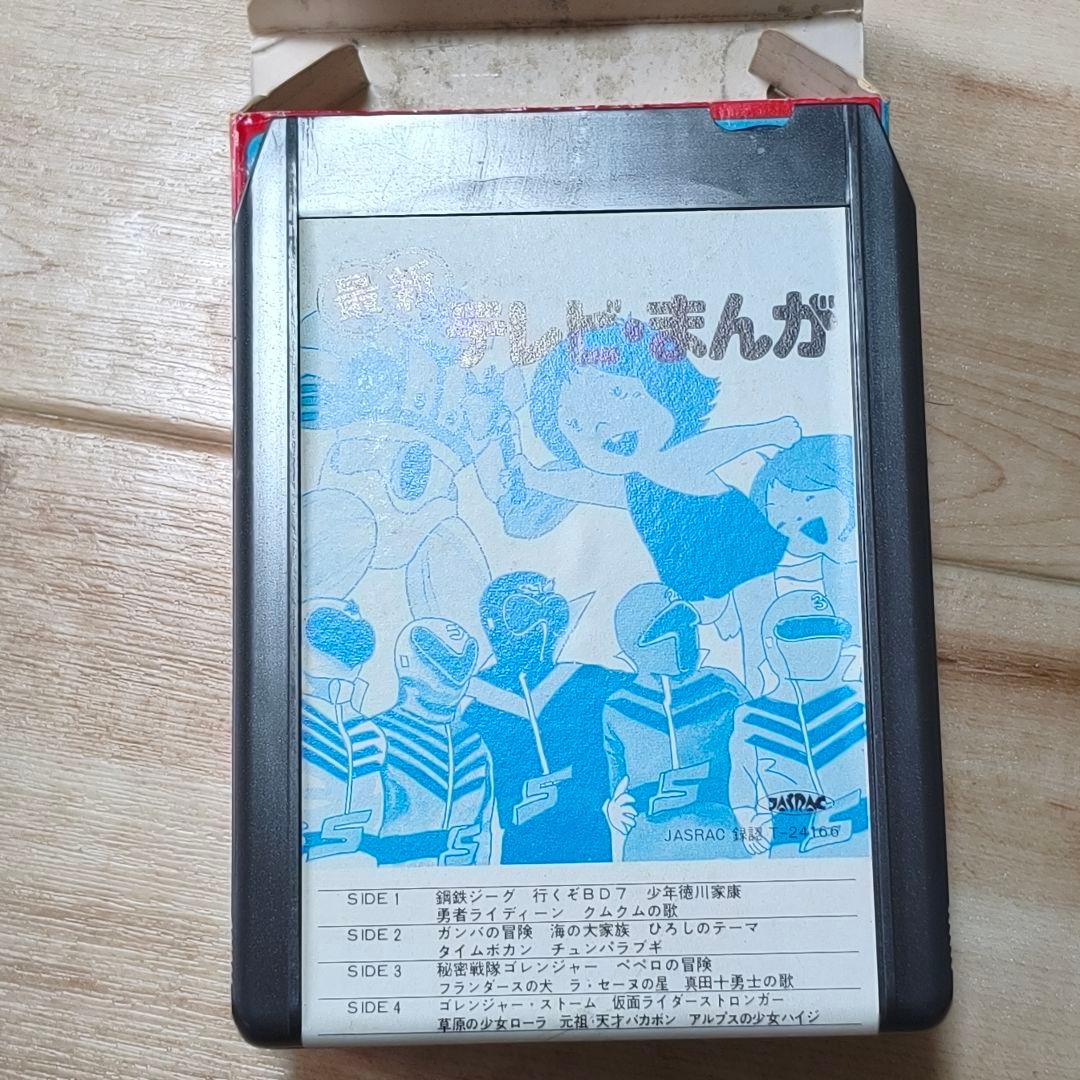 最新
テレビ・まんが
3
JASRAC
JASRAC 録認 T-24166
SIDE 1 鋼鉄ジーグ 行くぞBD7 少年徳川家康
勇者ライディーン クムクムの歌
SIDE 2 ガンバの冒険 海の大家族 ひろしのテーマ
タイムボカン チュンパラブギ
SIDE 3 秘密戦隊ゴレンジャー ペペロの冒険
フランダースの犬 ラ・セーヌの星 真田十勇士の歌
SIDE 4 ゴレンジャー・ストーム 仮面ライダーストロンガー
草原の少女ローラ 元祖・天才バカボン アルプスの少女ハイジ